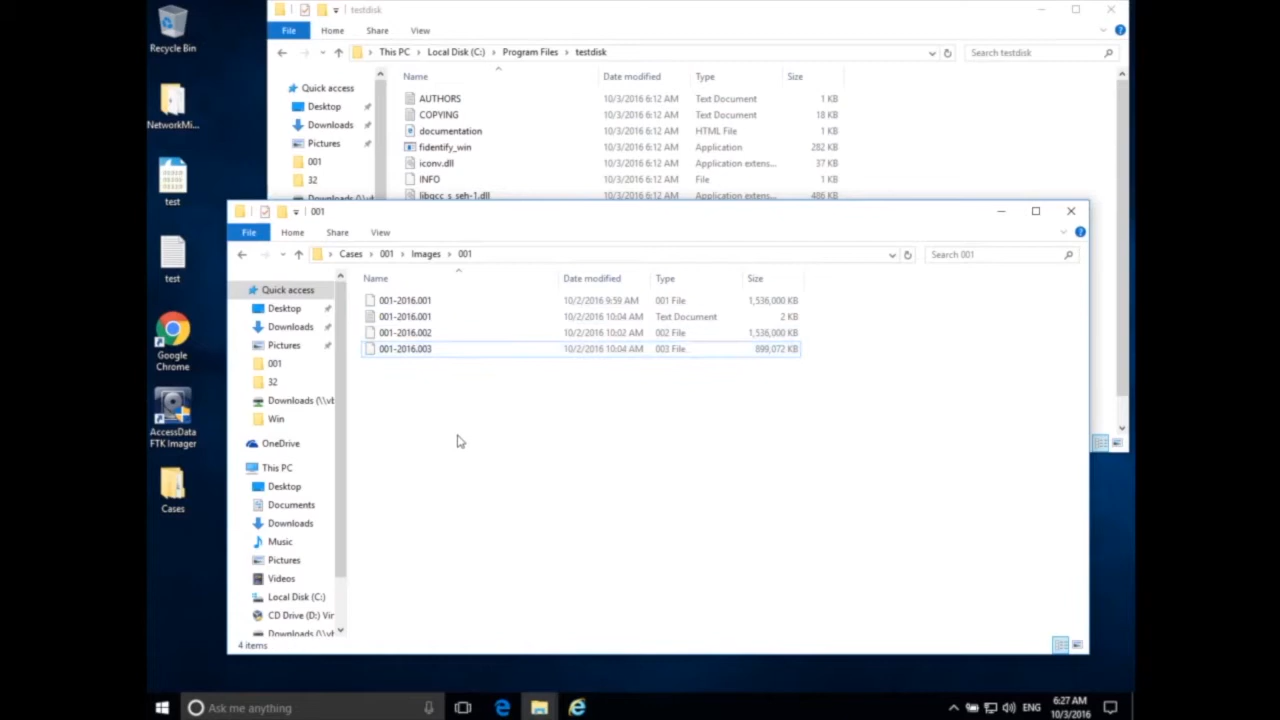 Recycle Bin
NetworkMi...
test
test
Google
Chrome
AccessData
FTK Imager
Cases
testdisk
File Home Share View
This PC Local Disk (C:) Program Files testdisk
Search testdisk
Name Date modified Type Size
Quick access
Desktop
Downloads
Pictures
001
32
AUTHORS 10/3/2016 6:12 AM Text Document 1 KB
COPYING 10/3/2016 6:12 AM Text Document 18 KB
documentation 10/3/2016 6:12 AM HTML File 1 KB
fidentify_win 10/3/2016 6:12 AM Application 282 KB
iconv.dll 10/3/2016 6:12 AM Application extens... 37 KB
INFO 10/3/2016 6:12 AM File 1 KB
libgcc_s_seh-1.dll 10/3/2016 6:12 AM Application extens... 486 KB
001
File Home Share View
Cases 001 Images 001
Search 001
Name Date modified Type Size
001-2016.001 10/2/2016 9:59 AM 001 File 1,536,000 KB
001-2016.001 10/2/2016 10:04 AM Text Document 2 KB
001-2016.002 10/2/2016 10:02 AM 002 File 1,536,000 KB
001-2016.003 10/2/2016 10:04 AM 003 File 899,072 KB
Quick access
Desktop
Downloads
Pictures
001
32
Downloads (\\vt
Win
OneDrive
This PC
Desktop
Documents
Downloads
Music
Pictures
Videos
Local Disk (C:)
CD Drive (D:) Vir
Downloads (\\vt
4 items
Ask me anything
ENG
6:27 AM
10/3/2016